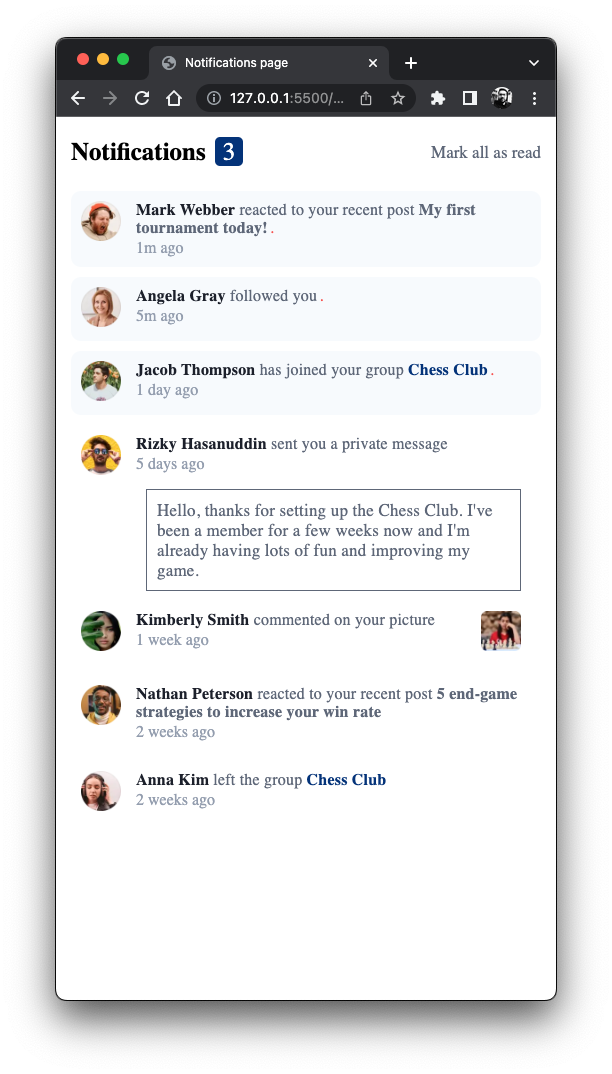 Notifications page
127.0.0.1:5500/...
Notifications 3
Mark all as read
Mark Webber reacted to your recent post My first
tournament today! .
1m ago
Angela Gray followed you .
5m ago
Jacob Thompson has joined your group Chess Club .
1 day ago
Rizky Hasanuddin sent you a private message
5 days ago
Hello, thanks for setting up the Chess Club. I've
been a member for a few weeks now and I'm
already having lots of fun and improving my
game.
Kimberly Smith commented on your picture
1 week ago
Nathan Peterson reacted to your recent post 5 end-game
strategies to increase your win rate
2 weeks ago
Anna Kim left the group Chess Club
2 weeks ago